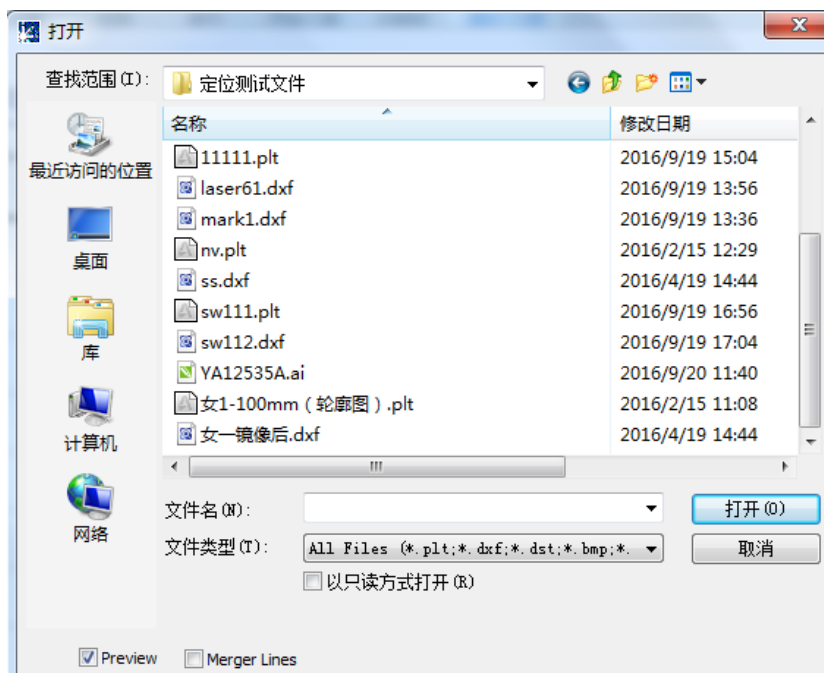 打开
查找范围(I):
定位测试文件
名称 修改日期
11111.plt 2016/9/19 15:04
laser61.dxf 2016/9/19 13:56
mark1.dxf 2016/9/19 13:36
nv.plt 2016/2/15 12:29
ss.dxf 2016/4/19 14:44
sw111.plt 2016/9/19 16:56
sw112.dxf 2016/9/19 17:04
YA12535A.ai 2016/9/20 11:40
女1-100mm（轮廓图）.plt 2016/2/15 11:08
女一镜像后.dxf 2016/4/19 14:44
最近访问的位置
桌面
库
计算机
网络
文件名(N):
打开(O)
文件类型(T):
All Files (*.plt;*.dxf;*.dst;*.bmp;*.
取消
以只读方式打开(R)
Preview
Merger Lines